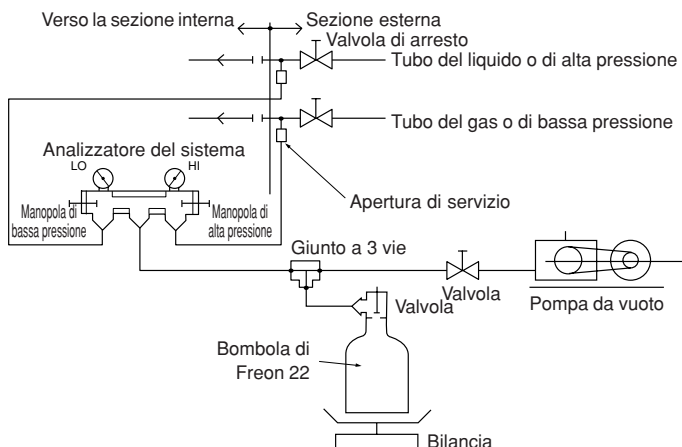 Verso la sezione interna
Sezione esterna
Valvola di arresto
Tubo del liquido o di alta pressione
Tubo del gas o di bassa pressione
Analizzatore del sistema
LO
HI
Manopola di
bassa pressione
Manopola di
alta pressione
Apertura di servizio
Giunto a 3 vie
Valvola
Valvola
Pompa da vuoto
Bombola di
Freon 22
Bilancia